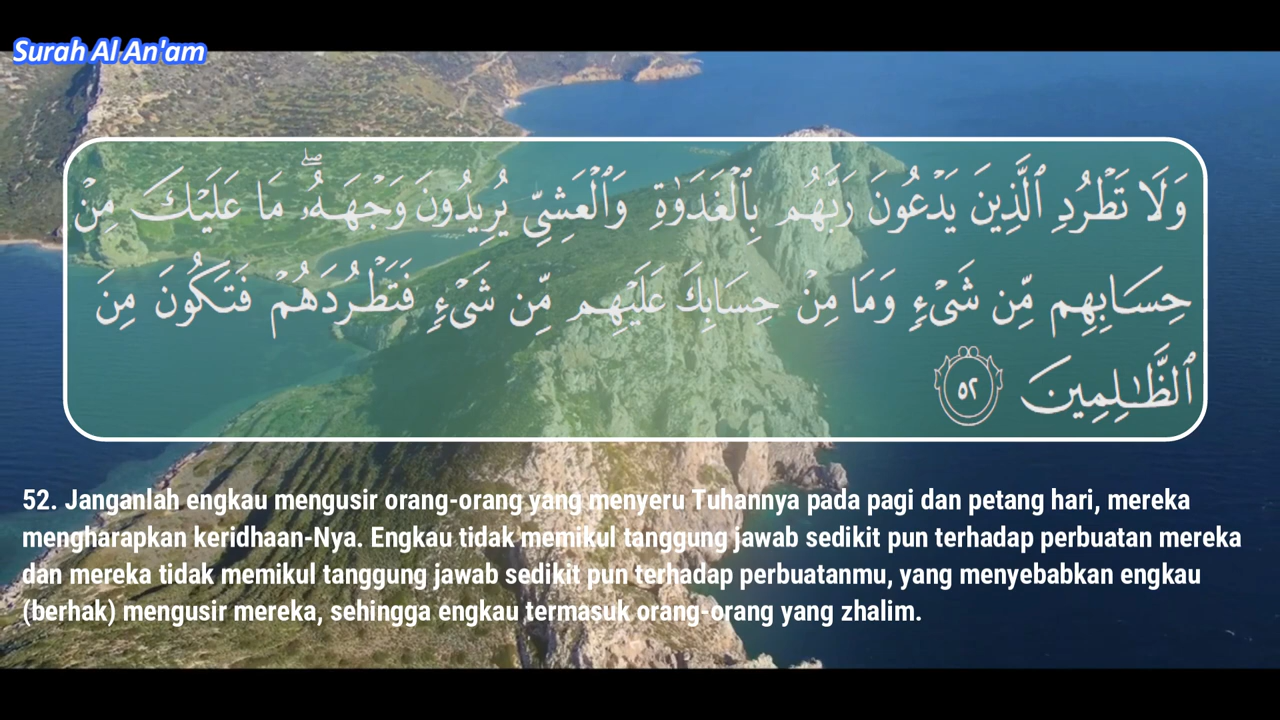 Surah Al An'am
وَلَا تَطْرُدِ ٱلَّذِينَ يَدْعُونَ رَبَّهُم بِٱلْغَدَوٰةِ وَٱلْعَشِىِّ يُرِيدُونَ وَجْهَهُۥ ۖ مَا عَلَيْكَ مِنْ
حِسَابِهِم مِّن شَىْءٍ وَمَا مِنْ حِسَابِكَ عَلَيْهِم مِّن شَىْءٍ فَتَطْرُدَهُمْ فَتَكُونَ مِنَ
ٱلظَّٰلِمِينَ ٥٢
52. Janganlah engkau mengusir orang-orang yang menyeru Tuhannya pada pagi dan petang hari, mereka
mengharapkan keridhaan-Nya. Engkau tidak memikul tanggung jawab sedikit pun terhadap perbuatan mereka
dan mereka tidak memikul tanggung jawab sedikit pun terhadap perbuatanmu, yang menyebabkan engkau
(berhak) mengusir mereka, sehingga engkau termasuk orang-orang yang zhalim.